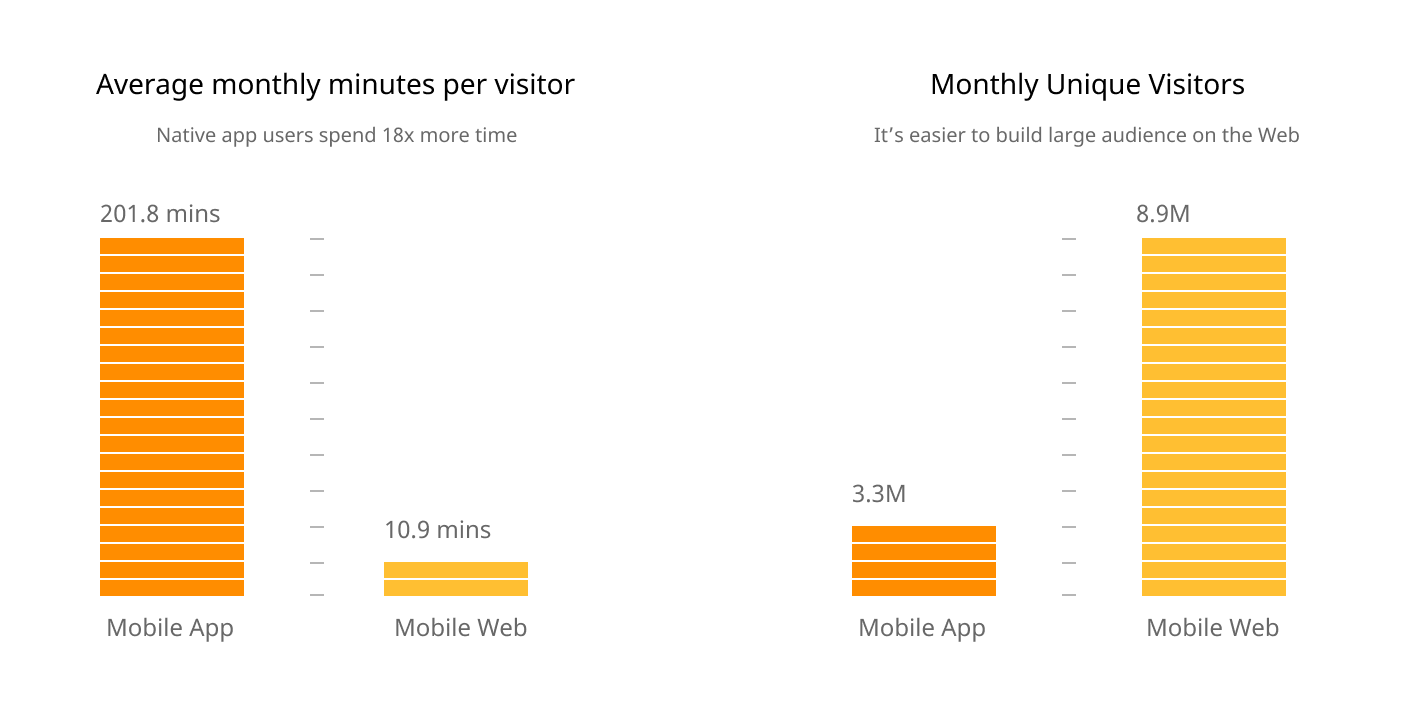 Average monthly minutes per visitor
Native app users spend 18x more time
201.8 mins
10.9 mins
Mobile App
Mobile Web
Monthly Unique Visitors
It’s easier to build large audience on the Web
8.9M
3.3M
Mobile App
Mobile Web